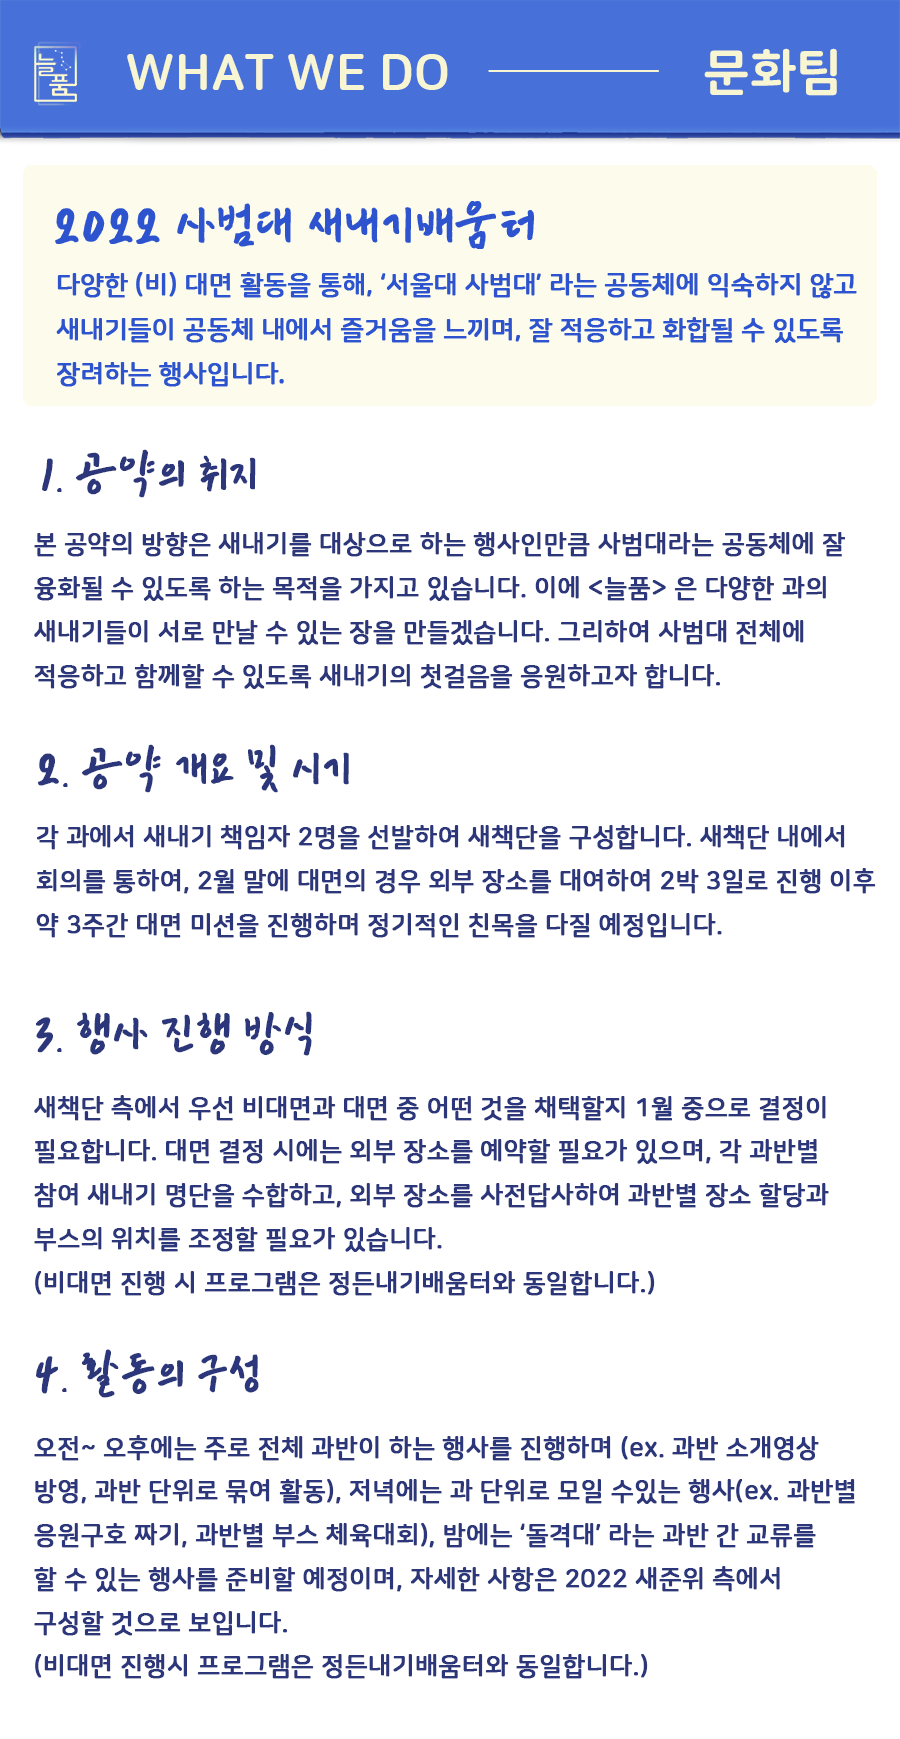 늘품
WHAT WE DO
문화팀
2022 사범대 새내기배움터
다양한 (비) 대면 활동을 통해, ‘서울대 사범대’ 라는 공동체에 익숙하지 않고
새내기들이 공동체 내에서 즐거움을 느끼며, 잘 적응하고 화합될 수 있도록
장려하는 행사입니다.
1. 공약의 취지
본 공약의 방향은 새내기를 대상으로 하는 행사인만큼 사범대라는 공동체에 잘
융화될 수 있도록 하는 목적을 가지고 있습니다. 이에 <늘품> 은 다양한 과의
새내기들이 서로 만날 수 있는 장을 만들겠습니다. 그리하여 사범대 전체에
적응하고 함께할 수 있도록 새내기의 첫걸음을 응원하고자 합니다.
2. 공약 개요 및 시기
각 과에서 새내기 책임자 2명을 선발하여 새책단을 구성합니다. 새책단 내에서
회의를 통하여, 2월 말에 대면의 경우 외부 장소를 대여하여 2박 3일로 진행 이후
약 3주간 대면 미션을 진행하며 정기적인 친목을 다질 예정입니다.
3. 행사 진행 방식
새책단 측에서 우선 비대면과 대면 중 어떤 것을 채택할지 1월 중으로 결정이
필요합니다. 대면 결정 시에는 외부 장소를 예약할 필요가 있으며, 각 과반별
참여 새내기 명단을 수합하고, 외부 장소를 사전답사하여 과반별 장소 할당과
부스의 위치를 조정할 필요가 있습니다.
(비대면 진행 시 프로그램은 정든내기배움터와 동일합니다.)
4. 활동의 구성
오전~ 오후에는 주로 전체 과반이 하는 행사를 진행하며 (ex. 과반 소개영상
방영, 과반 단위로 묶여 활동), 저녁에는 과 단위로 모일 수있는 행사(ex. 과반별
응원구호 짜기, 과반별 부스 체육대회), 밤에는 ‘돌격대’ 라는 과반 간 교류를
할 수 있는 행사를 준비할 예정이며, 자세한 사항은 2022 새준위 측에서
구성할 것으로 보입니다.
(비대면 진행시 프로그램은 정든내기배움터와 동일합니다.)